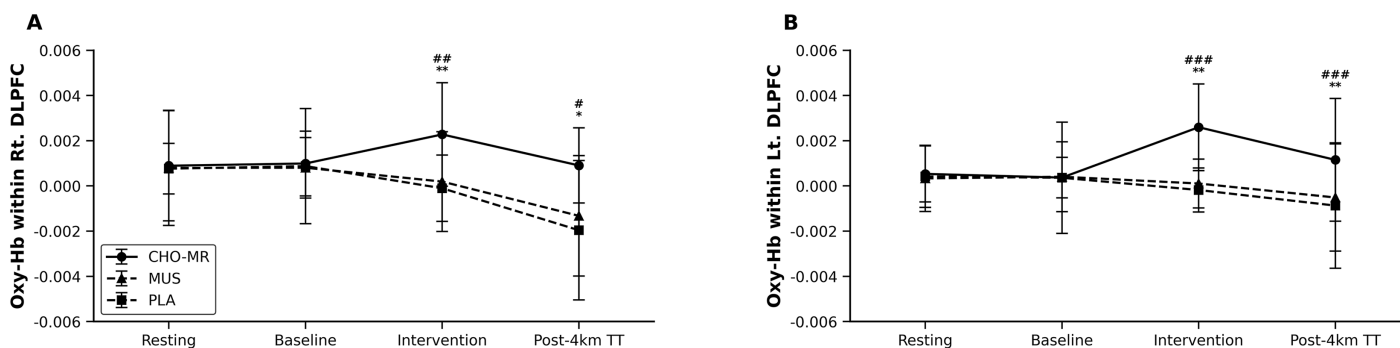 A
Oxy-Hb within Rt. DLPFC
0.006
0.004
0.002
0.000
-0.002
-0.004
-0.006
##
**
#
*
CHO-MR
MUS
PLA
Resting
Baseline
Intervention
Post-4km TT
B
Oxy-Hb within Lt. DLPFC
0.006
0.004
0.002
0.000
-0.002
-0.004
-0.006
###
**
###
**
Resting
Baseline
Intervention
Post-4km TT